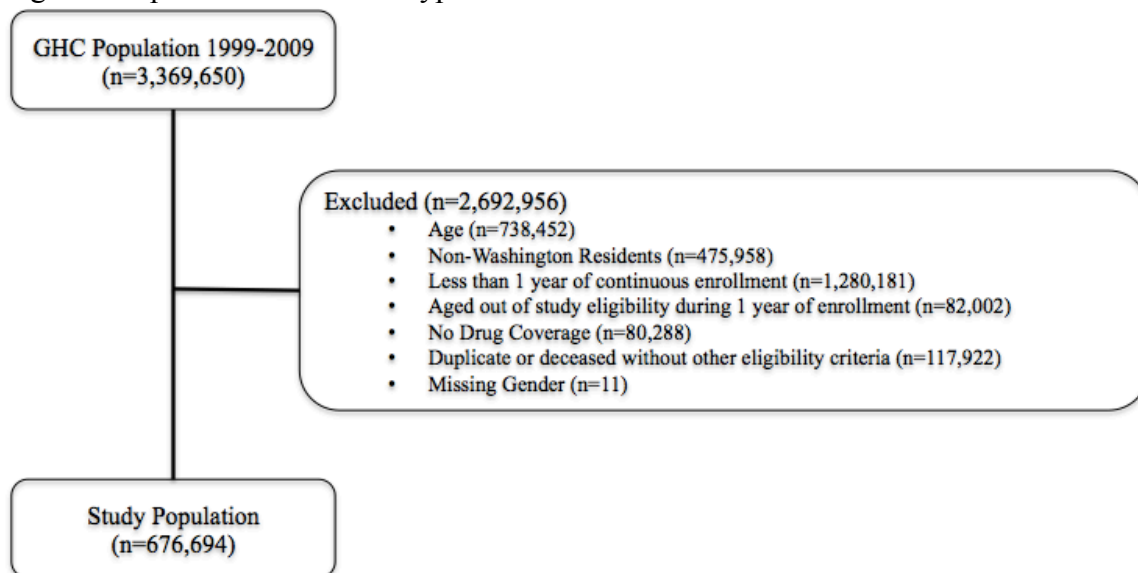 GHC Population 1999-2009
(n=3,369,650)
Excluded (n=2,692,956)
• Age (n=738,452)
• Non-Washington Residents (n=475,958)
• Less than 1 year of continuous enrollment (n=1,280,181)
• Aged out of study eligibility during 1 year of enrollment (n=82,002)
• No Drug Coverage (n=80,288)
• Duplicate or deceased without other eligibility criteria (n=117,922)
• Missing Gender (n=11)
Study Population
(n=676,694)